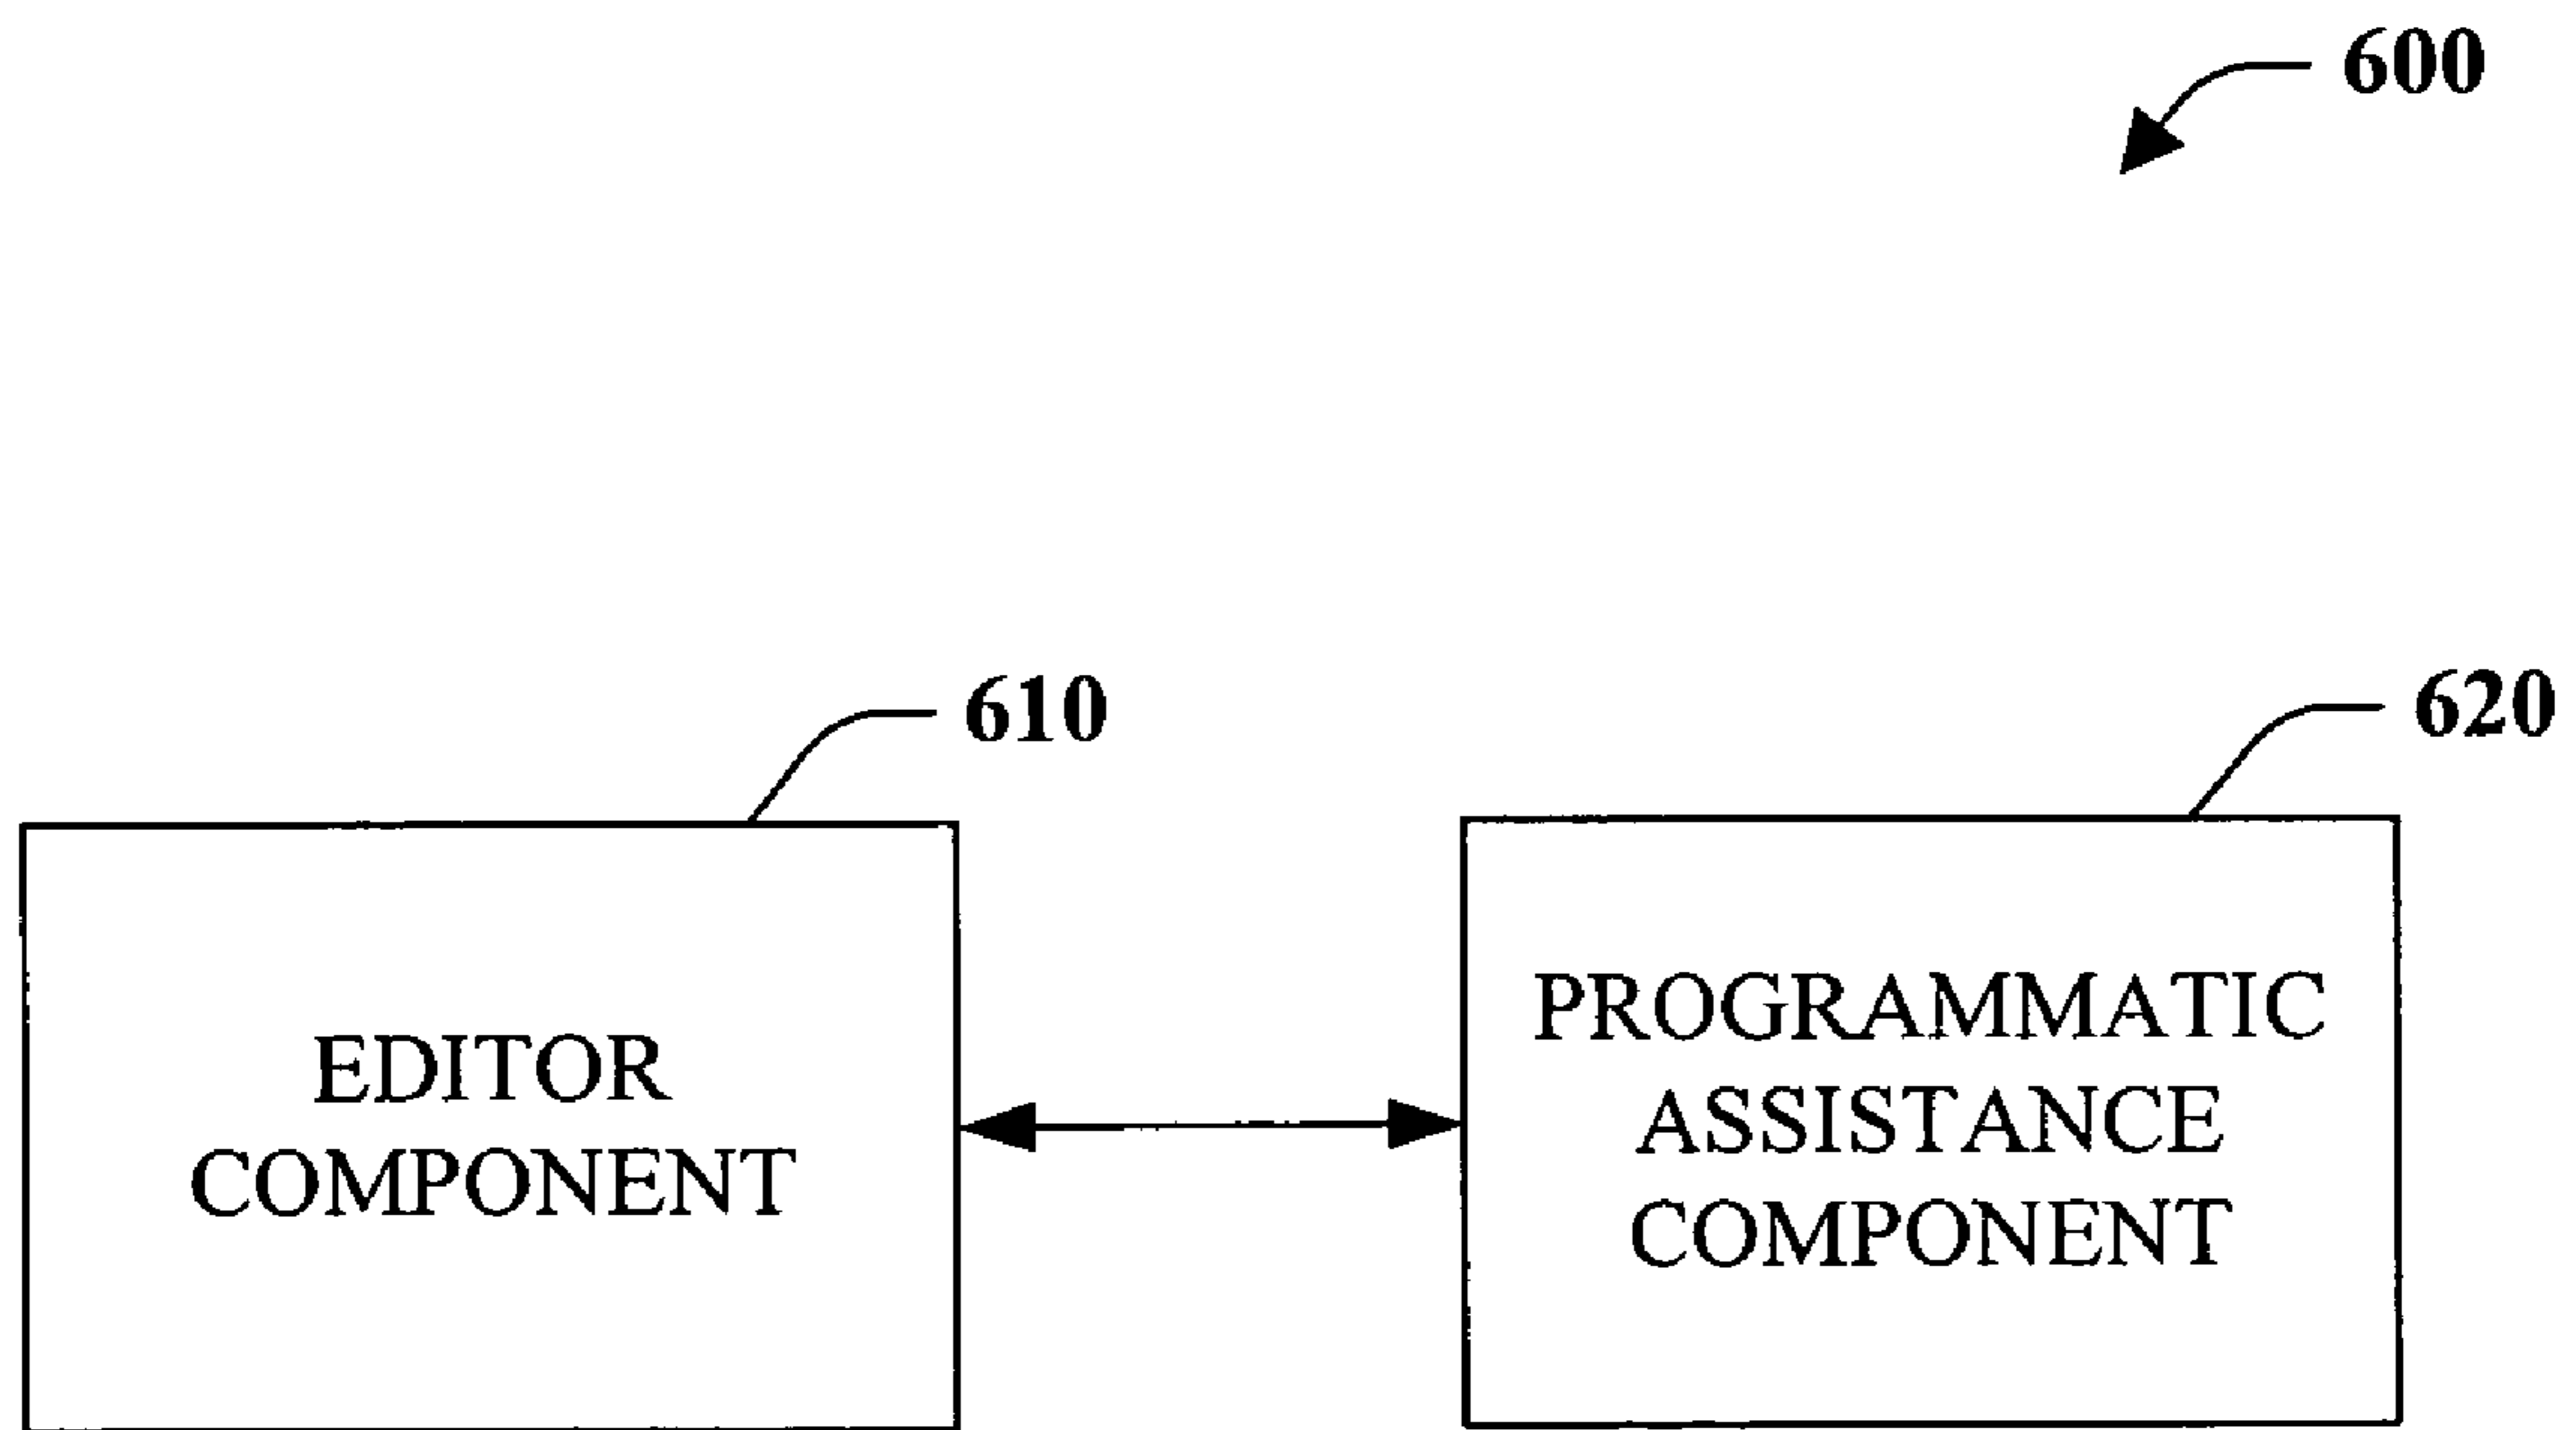 600
610
620
EDITOR
COMPONENT
PROGRAMMATIC
ASSISTANCE
COMPONENT